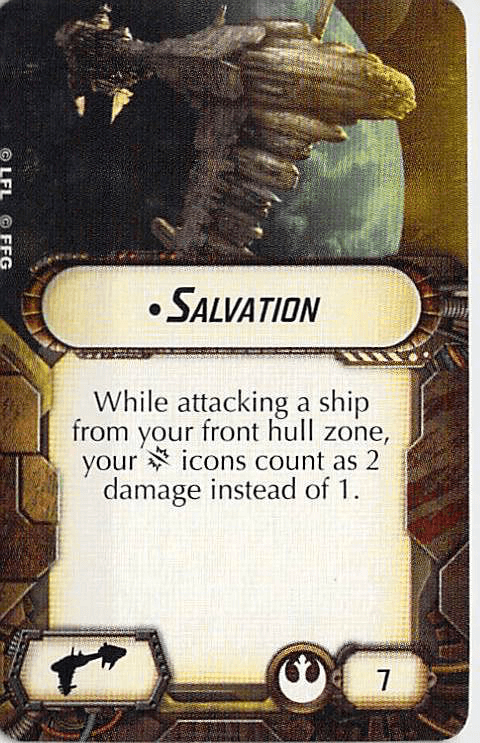 © LFL © FFG
• SALVATION
While attacking a ship
from your front hull zone,
your icons count as 2
damage instead of 1.
7